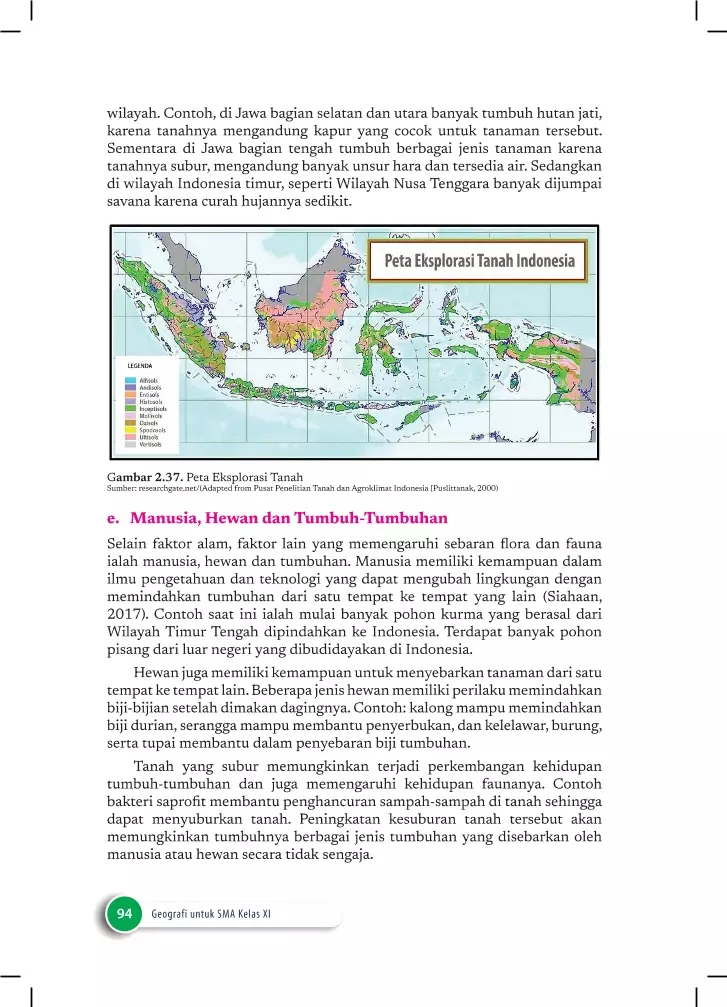 wilayah. Contoh, di Jawa bagian selatan dan utara banyak tumbuh hutan jati,
karena tanahnya mengandung kapur yang cocok untuk tanaman tersebut.
Sementara di Jawa bagian tengah tumbuh berbagai jenis tanaman karena
tanahnya subur, mengandung banyak unsur hara dan tersedia air. Sedangkan
di wilayah Indonesia timur, seperti Wilayah Nusa Tenggara banyak dijumpai
savana karena curah hujannya sedikit.
Peta Eksplorasi Tanah Indonesia
LEGENDA
Alfisols
Andisols
Entisols
Histosols
Inceptisols
Mollisols
Oxisols
Spodosols
Ultisols
Vertisols
Gambar 2.37. Peta Eksplorasi Tanah
Sumber: researchgate.net/(Adapted from Pusat Penelitian Tanah dan Agroklimat Indonesia [Puslittanak, 2000)
e. Manusia, Hewan dan Tumbuh-Tumbuhan
Selain faktor alam, faktor lain yang memengaruhi sebaran flora dan fauna
ialah manusia, hewan dan tumbuhan. Manusia memiliki kemampuan dalam
ilmu pengetahuan dan teknologi yang dapat mengubah lingkungan dengan
memindahkan tumbuhan dari satu tempat ke tempat yang lain (Siahaan,
2017). Contoh saat ini ialah mulai banyak pohon kurma yang berasal dari
Wilayah Timur Tengah dipindahkan ke Indonesia. Terdapat banyak pohon
pisang dari luar negeri yang dibudidayakan di Indonesia.
Hewan juga memiliki kemampuan untuk menyebarkan tanaman dari satu
tempat ke tempat lain. Beberapa jenis hewan memiliki perilaku memindahkan
biji-bijian setelah dimakan dagingnya. Contoh: kalong mampu memindahkan
biji durian, serangga mampu membantu penyerbukan, dan kelelawar, burung,
serta tupai membantu dalam penyebaran biji tumbuhan.
Tanah yang subur memungkinkan terjadi perkembangan kehidupan
tumbuh-tumbuhan dan juga memengaruhi kehidupan faunanya. Contoh
bakteri saprofit membantu penghancuran sampah-sampah di tanah sehingga
dapat menyuburkan tanah. Peningkatan kesuburan tanah tersebut akan
memungkinkan tumbuhnya berbagai jenis tumbuhan yang disebarkan oleh
manusia atau hewan secara tidak sengaja.
94 Geografi untuk SMA Kelas XI